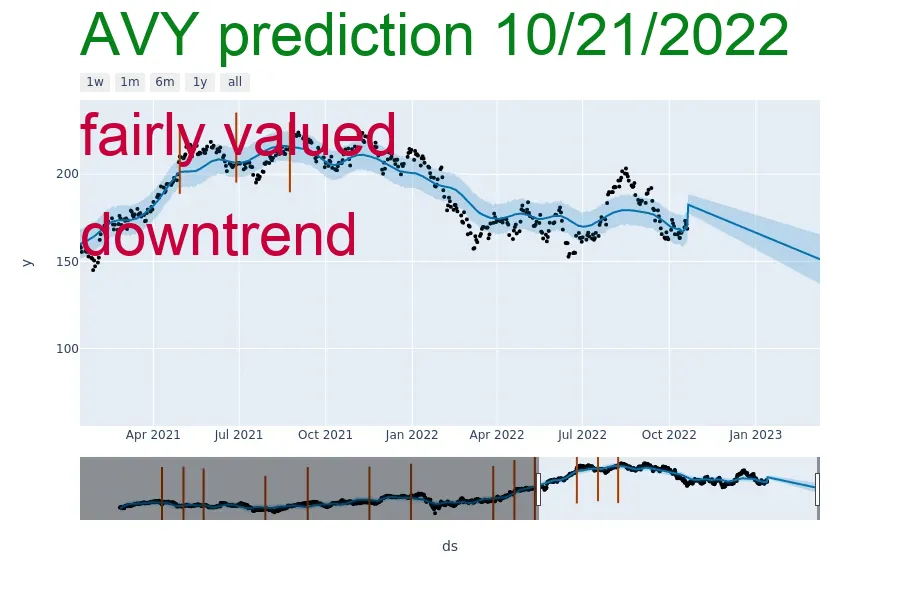 AVY prediction 10/21/2022
1w 1m 6m 1y all
fairly valued
200
downtrend
y
150
100
Apr 2021 Jul 2021 Oct 2021 Jan 2022 Apr 2022 Jul 2022 Oct 2022 Jan 2023
ds